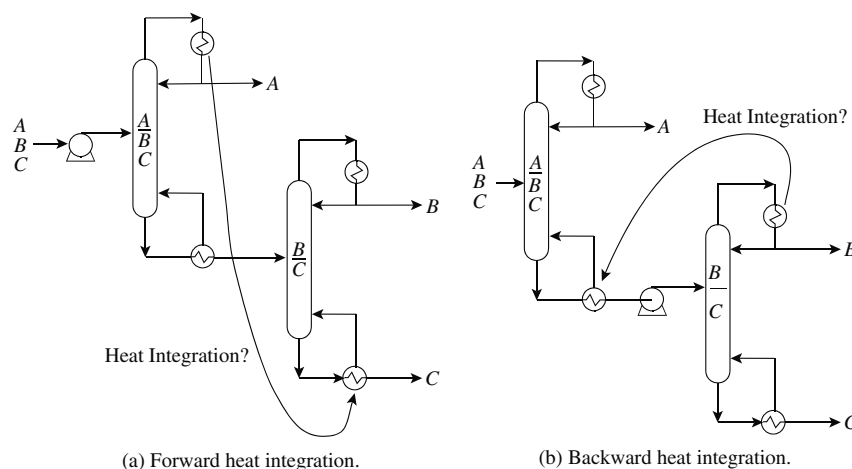 A
B
C
A
B
C
A
B
C
B
Heat Integration?
C
(a) Forward heat integration.
Heat Integration?
A
B
C
A
B
C
A
B
C
B
C
(b) Backward heat integration.